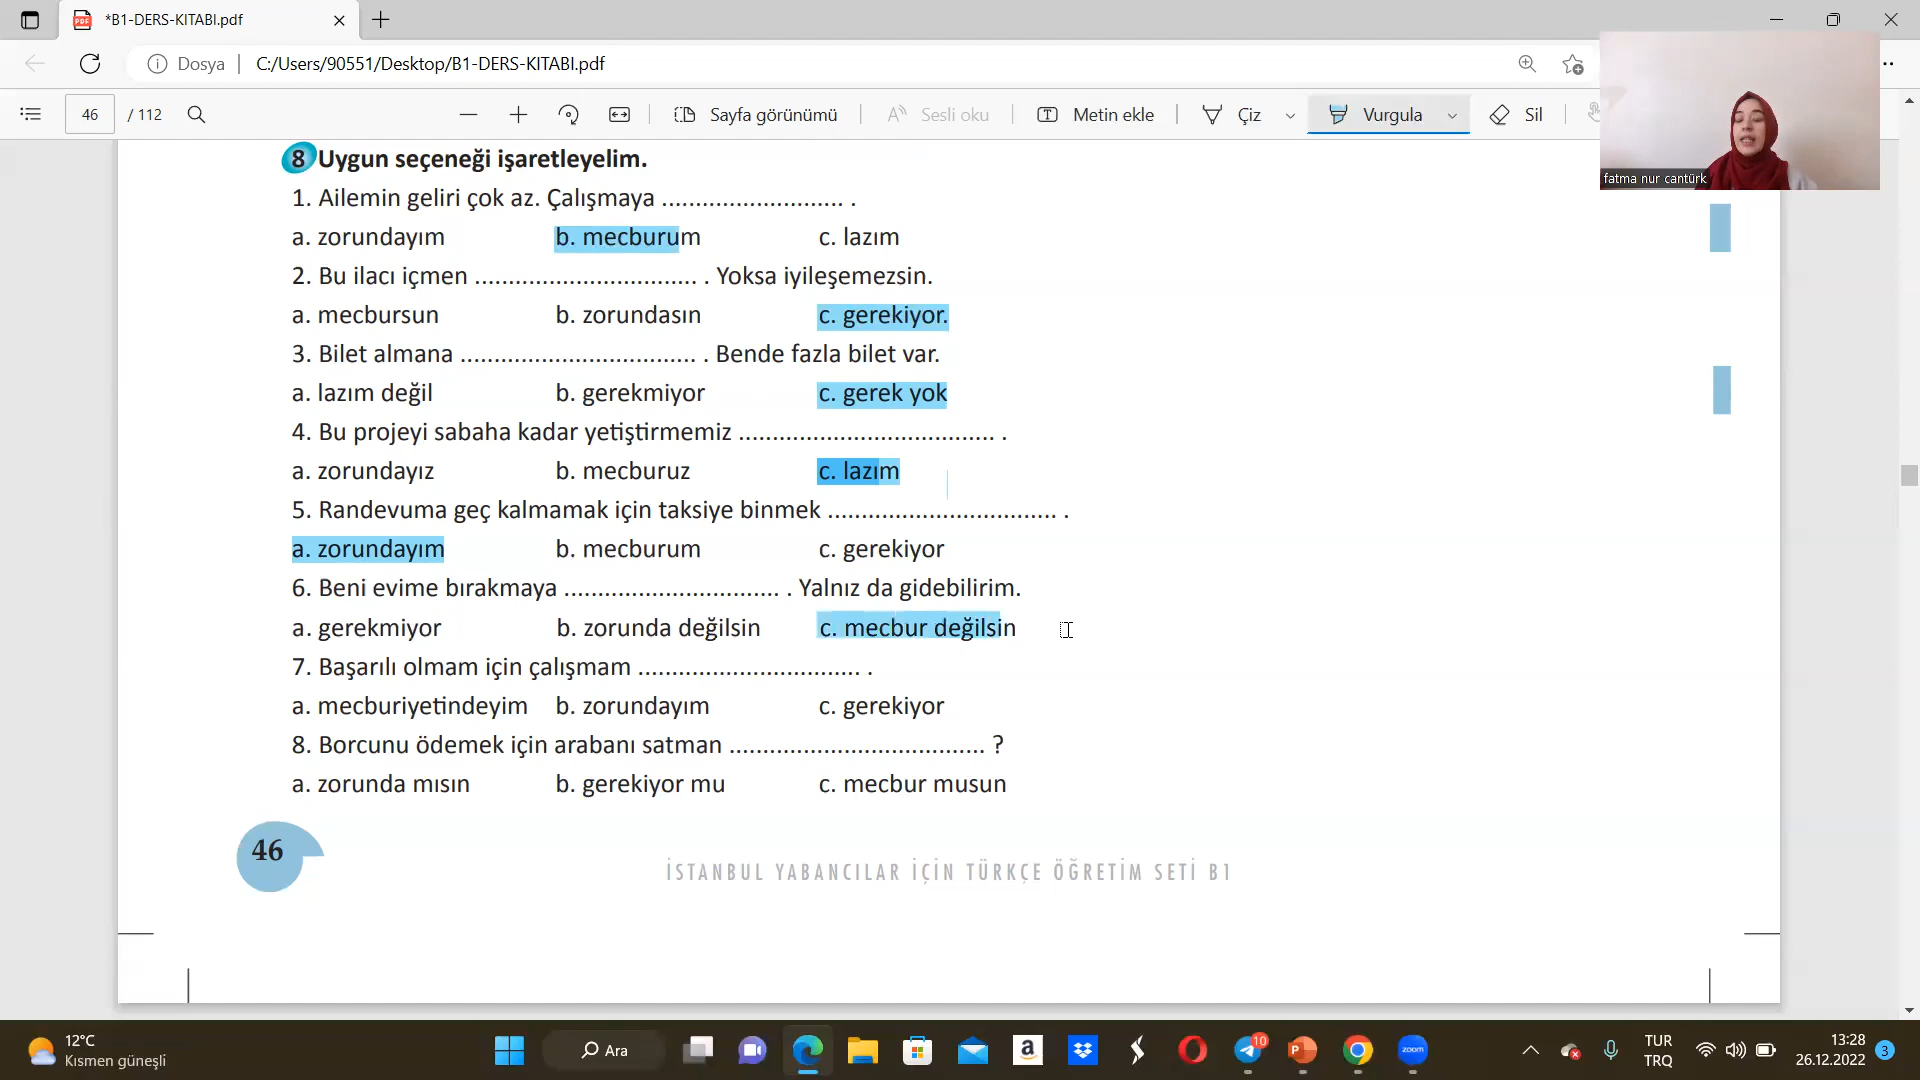 *B1-DERS-KITABI.pdf
Dosya
C:/Users/90551/Desktop/B1-DERS-KITABI.pdf
46 / 112
Sayfa görünümü
Sesli oku
Metin ekle
Çiz
Vurgula
Sil
fatma nur cantürk
8 Uygun seçeneği işaretleyelim.
1. Ailemin geliri çok az. Çalışmaya ........................... .
a. zorundayım b. mecburum c. lazım
2. Bu ilacı içmen ................................. . Yoksa iyileşemezsin.
a. mecbursun b. zorundasın c. gerekiyor.
3. Bilet almana ................................... . Bende fazla bilet var.
a. lazım değil b. gerekmiyor c. gerek yok
4. Bu projeyi sabaha kadar yetiştirmemiz ...................................... .
a. zorundayız b. mecburuz c. lazım
5. Randevuma geç kalmamak için taksiye binmek .................................. .
a. zorundayım b. mecburum c. gerekiyor
6. Beni evime bırakmaya ................................ . Yalnız da gidebilirim.
a. gerekmiyor b. zorunda değilsin c. mecbur değilsin
7. Başarılı olmam için çalışmam ................................. .
a. mecburiyetindeyim b. zorundayım c. gerekiyor
8. Borcunu ödemek için arabanı satman ...................................... ?
a. zorunda mısın b. gerekiyor mu c. mecbur musun
46
İSTANBUL YABANCILAR İÇİN TÜRKÇE ÖĞRETİM SETİ B1
12°C
Kısmen güneşli
Ara
a
10
P
zoom
TUR
TRQ
13:28
26.12.2022
3